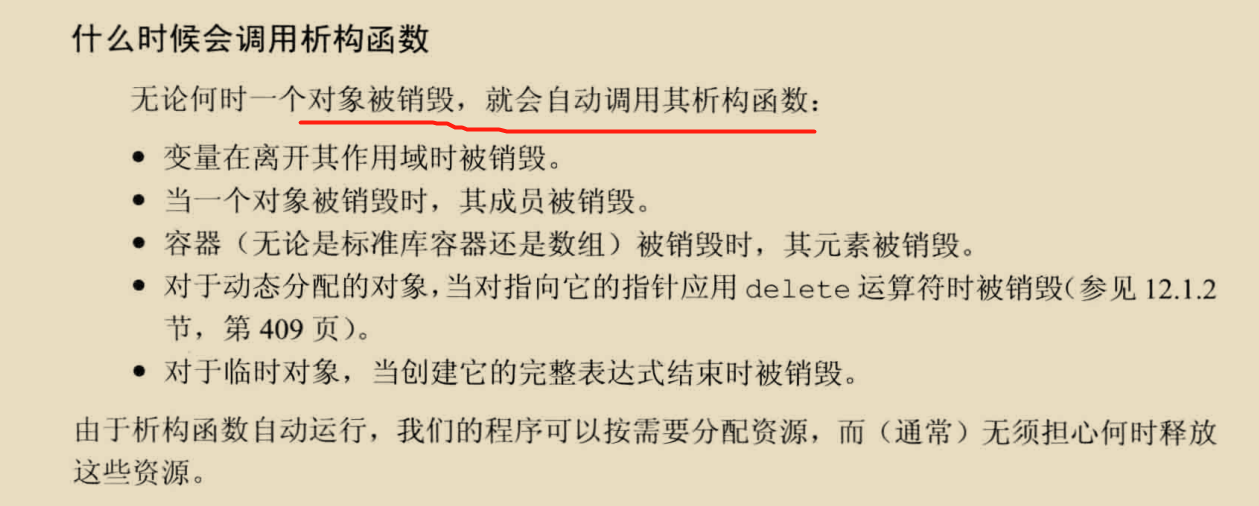 什么时候会调用析构函数
无论何时一个对象被销毁，就会自动调用其析构函数：
● 变量在离开其作用域时被销毁。
● 当一个对象被销毁时，其成员被销毁。
● 容器（无论是标准库容器还是数组）被销毁时，其元素被销毁。
● 对于动态分配的对象，当对指向它的指针应用 delete 运算符时被销毁（参见 12.1.2
节，第 409 页）。
● 对于临时对象，当创建它的完整表达式结束时被销毁。
由于析构函数自动运行，我们的程序可以按需要分配资源，而（通常）无须担心何时释放
这些资源。